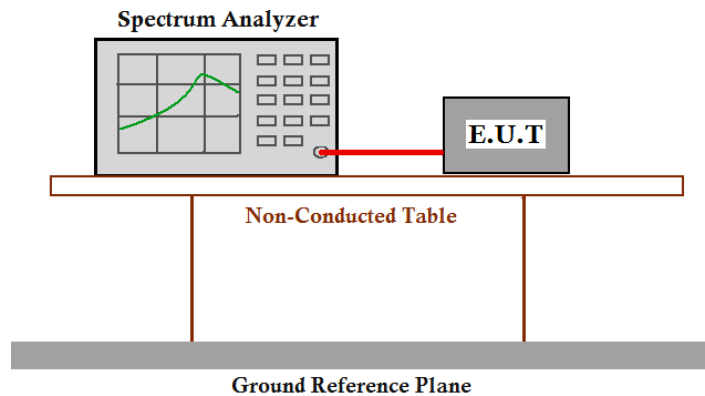 Spectrum Analyzer
E.U.T
Non-Conducted Table
Ground Reference Plane